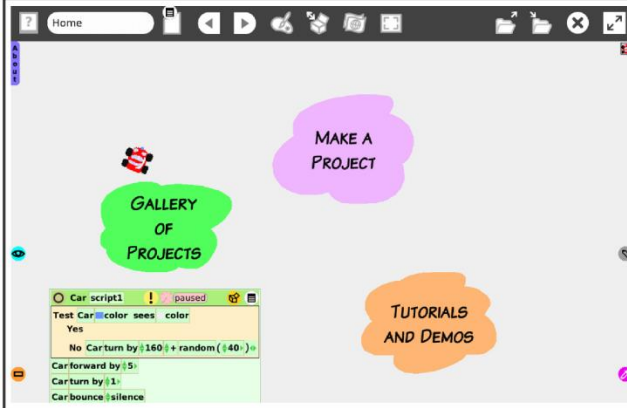 ?
Home
About
MAKE A
PROJECT
GALLERY
OF
PROJECTS
TUTORIALS
AND DEMOS
Car script1 ! paused
Test Car color sees color
Yes
No Car turn by 160 + random ( 40 )
Car forward by 5
Car turn by 1
Car bounce silence